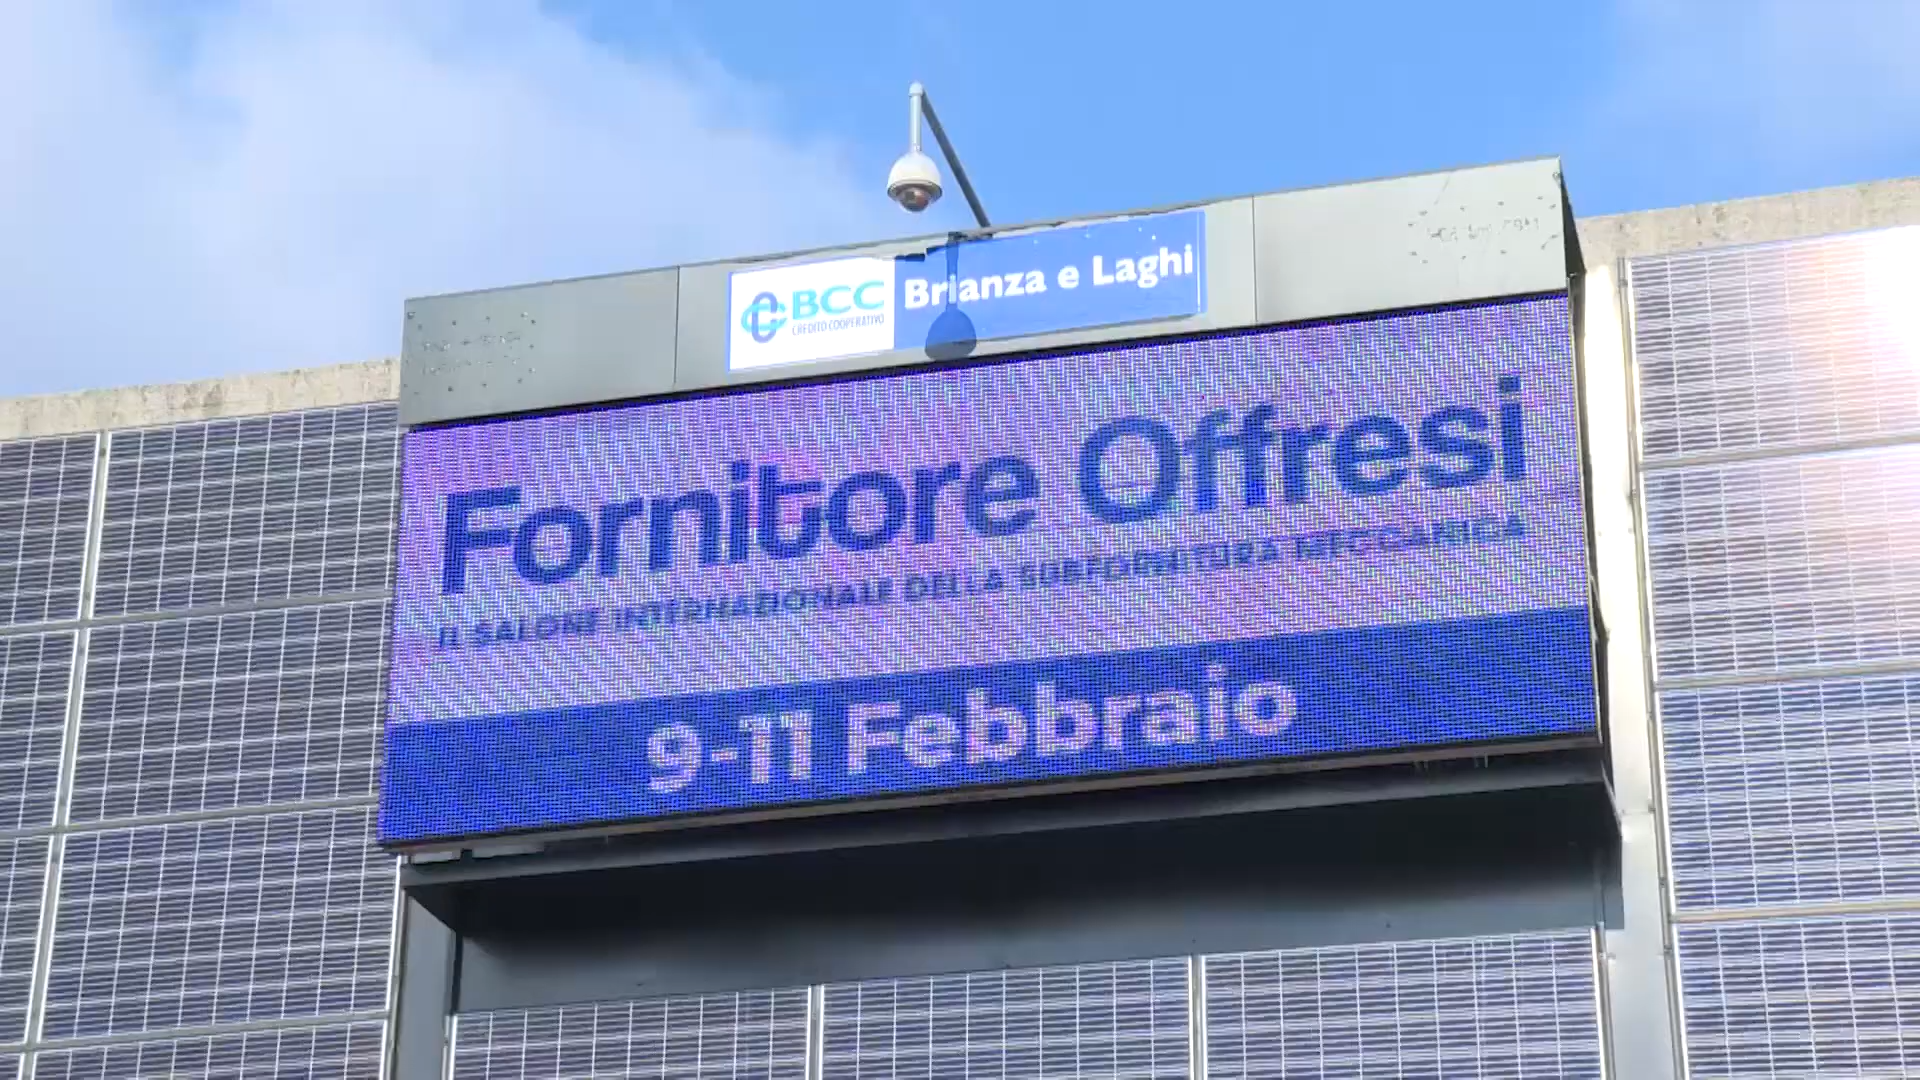 BCC
CREDITO COOPERATIVO
Brianza e Laghi
Fornitore Offresi
IL SALONE INTERNAZIONALE DELLA SUBFORNITURA MECCANICA
9-11 Febbraio